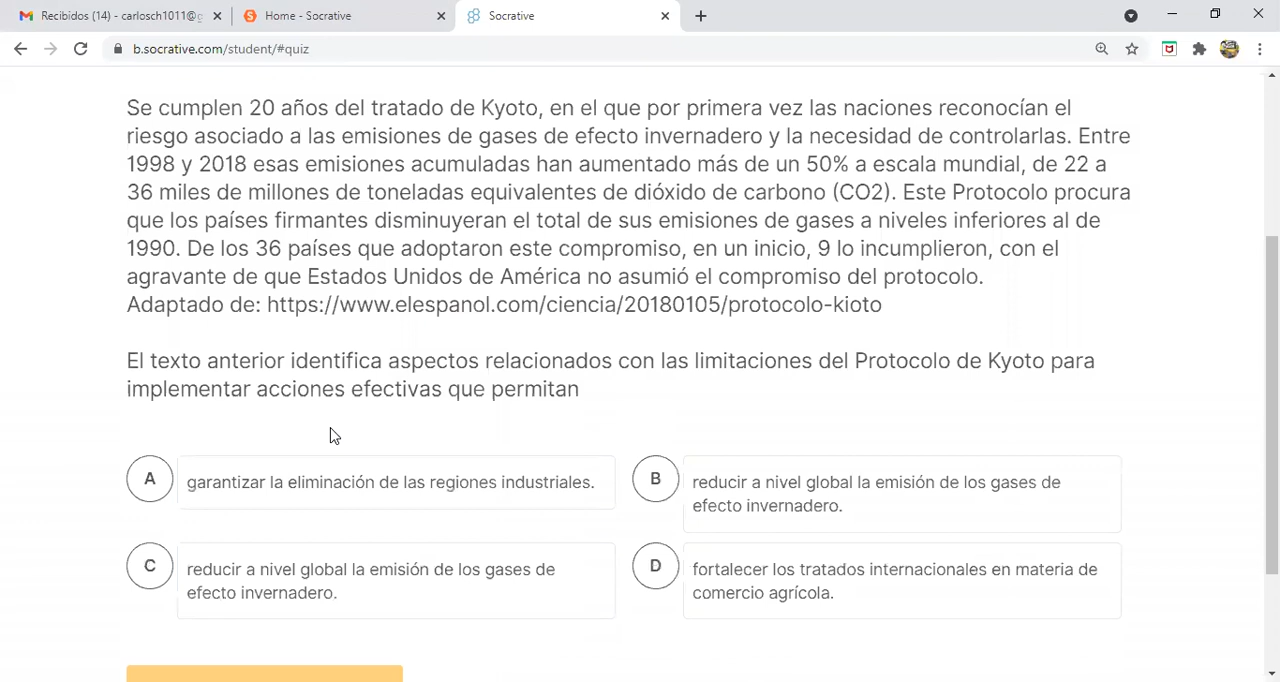 Recibidos (14) - carlosch1011@g
Home - Socrative
Socrative
b.socrative.com/student/#quiz
Se cumplen 20 años del tratado de Kyoto, en el que por primera vez las naciones reconocían el
riesgo asociado a las emisiones de gases de efecto invernadero y la necesidad de controlarlas. Entre
1998 y 2018 esas emisiones acumuladas han aumentado más de un 50% a escala mundial, de 22 a
36 miles de millones de toneladas equivalentes de dióxido de carbono (CO2). Este Protocolo procura
que los países firmantes disminuyeran el total de sus emisiones de gases a niveles inferiores al de
1990. De los 36 países que adoptaron este compromiso, en un inicio, 9 lo incumplieron, con el
agravante de que Estados Unidos de América no asumió el compromiso del protocolo.
Adaptado de: https://www.elespanol.com/ciencia/20180105/protocolo-kioto
El texto anterior identifica aspectos relacionados con las limitaciones del Protocolo de Kyoto para
implementar acciones efectivas que permitan
A
garantizar la eliminación de las regiones industriales.
B
reducir a nivel global la emisión de los gases de
efecto invernadero.
C
reducir a nivel global la emisión de los gases de
efecto invernadero.
D
fortalecer los tratados internacionales en materia de
comercio agrícola.